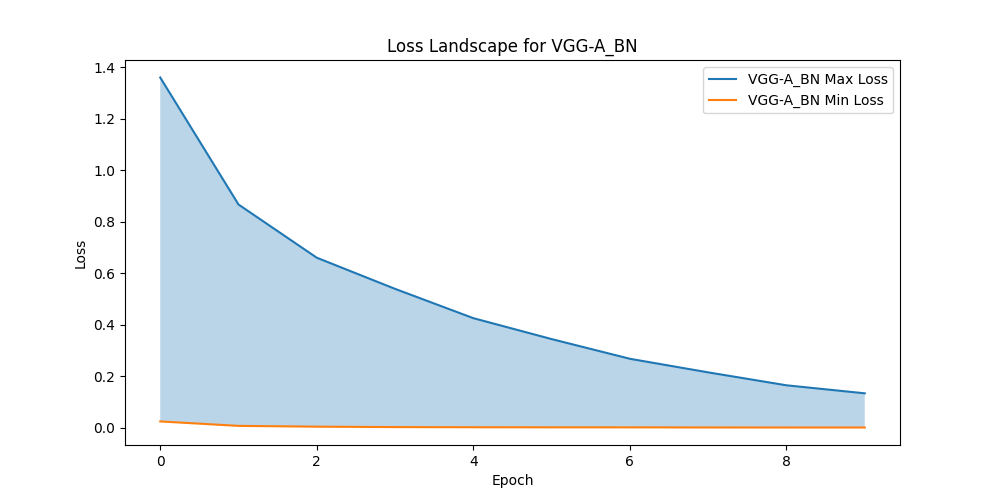 Loss Landscape for VGG-A_BN
VGG-A_BN Max Loss
VGG-A_BN Min Loss
Loss
1.4
1.2
1.0
0.8
0.6
0.4
0.2
0.0
0 2 4 6 8
Epoch